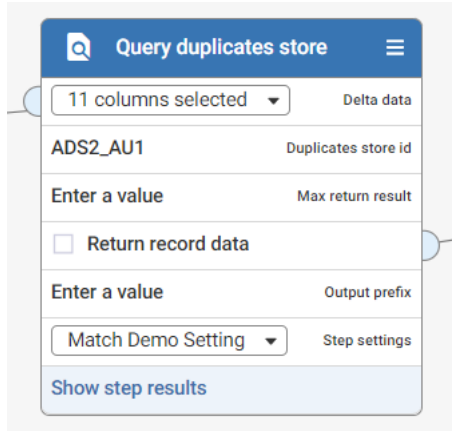 Query duplicates store
11 columns selected Delta data
ADS2_AU1 Duplicates store id
Enter a value Max return result
Return record data
Enter a value Output prefix
Match Demo Setting Step settings
Show step results